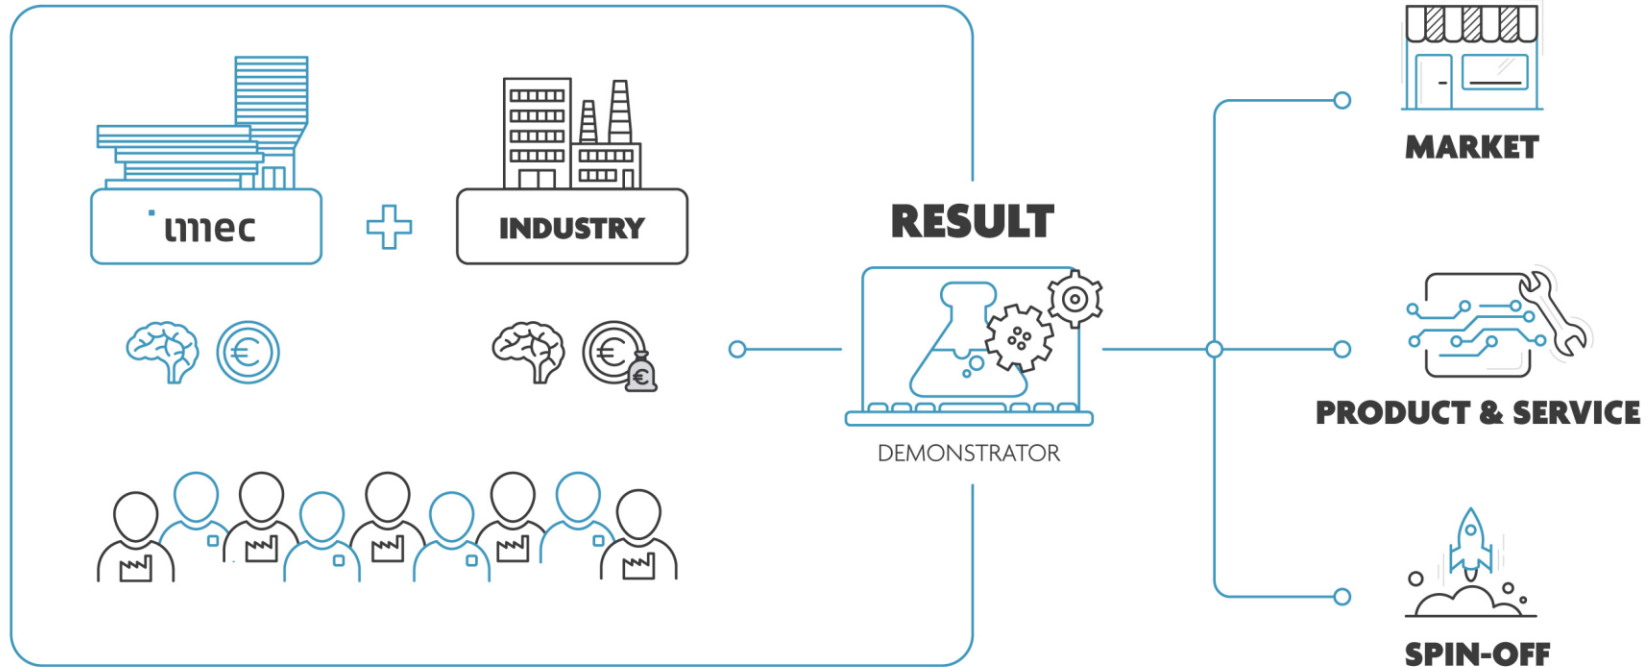 imec
INDUSTRY
RESULT
DEMONSTRATOR
MARKET
PRODUCT & SERVICE
SPIN-OFF